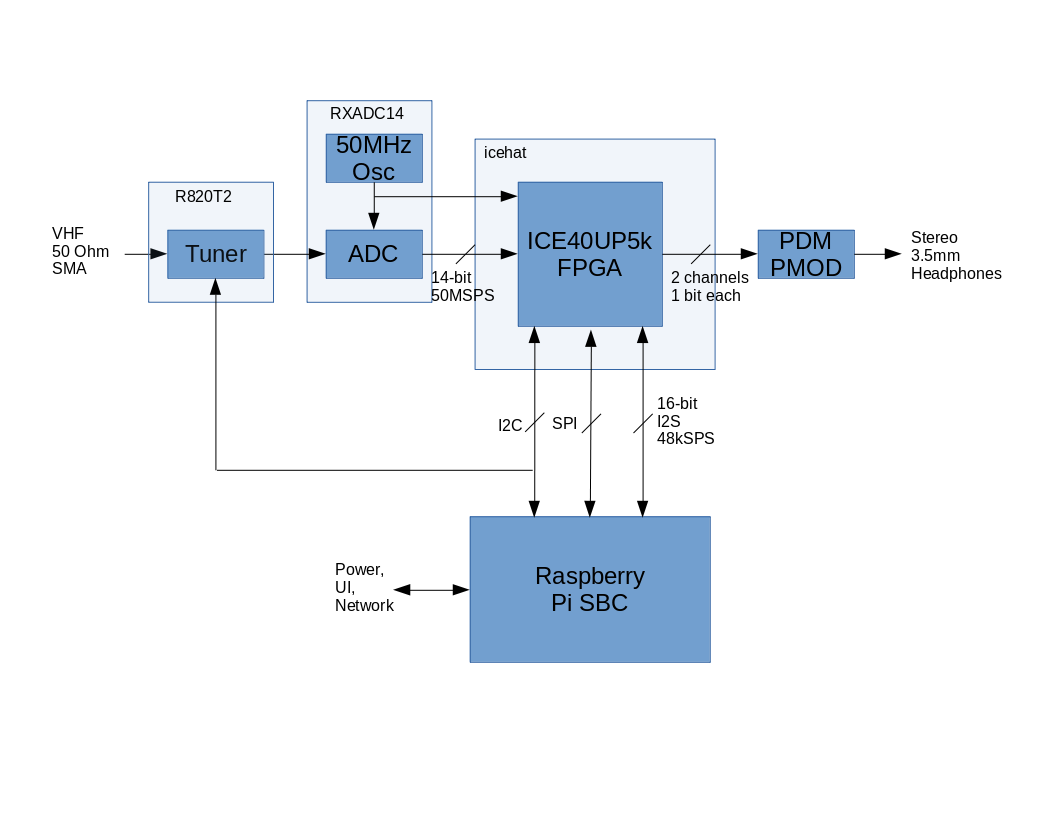 RXADC14
50MHz
Osc
icehat
R820T2
VHF
50 Ohm
SMA
Tuner
ADC
14-bit
50MSPS
ICE40UP5k
FPGA
2 channels
1 bit each
PDM
PMOD
Stereo
3.5mm
Headphones
I2C
SPI
16-bit
I2S
48kSPS
Power,
UI,
Network
Raspberry
Pi SBC